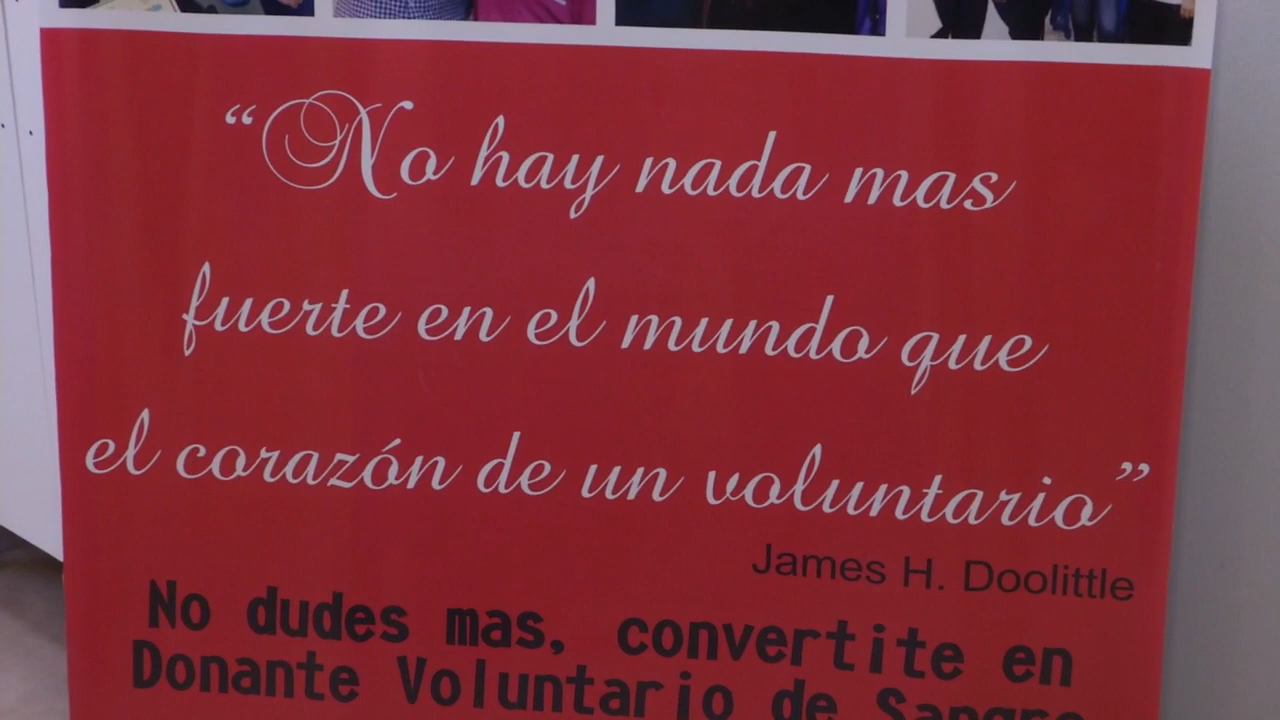 “No hay nada mas
fuerte en el mundo que
el corazón de un voluntario”
James H. Doolittle
No dudes mas, convertite en
Donante Voluntario de Sangre